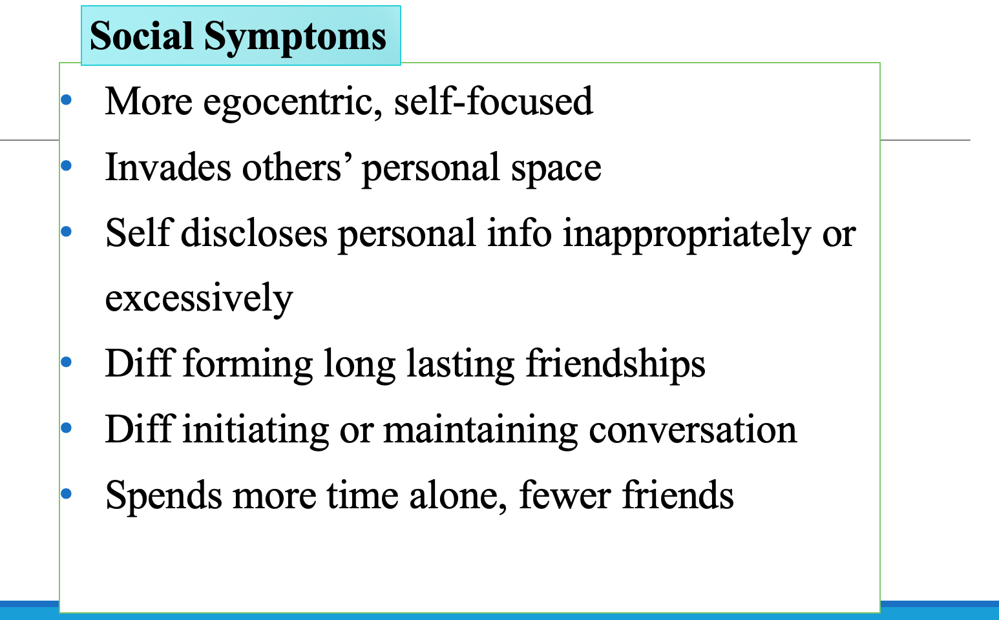 Social Symptoms
• More egocentric, self-focused
• Invades others’ personal space
• Self discloses personal info inappropriately or
excessively
• Diff forming long lasting friendships
• Diff initiating or maintaining conversation
• Spends more time alone, fewer friends